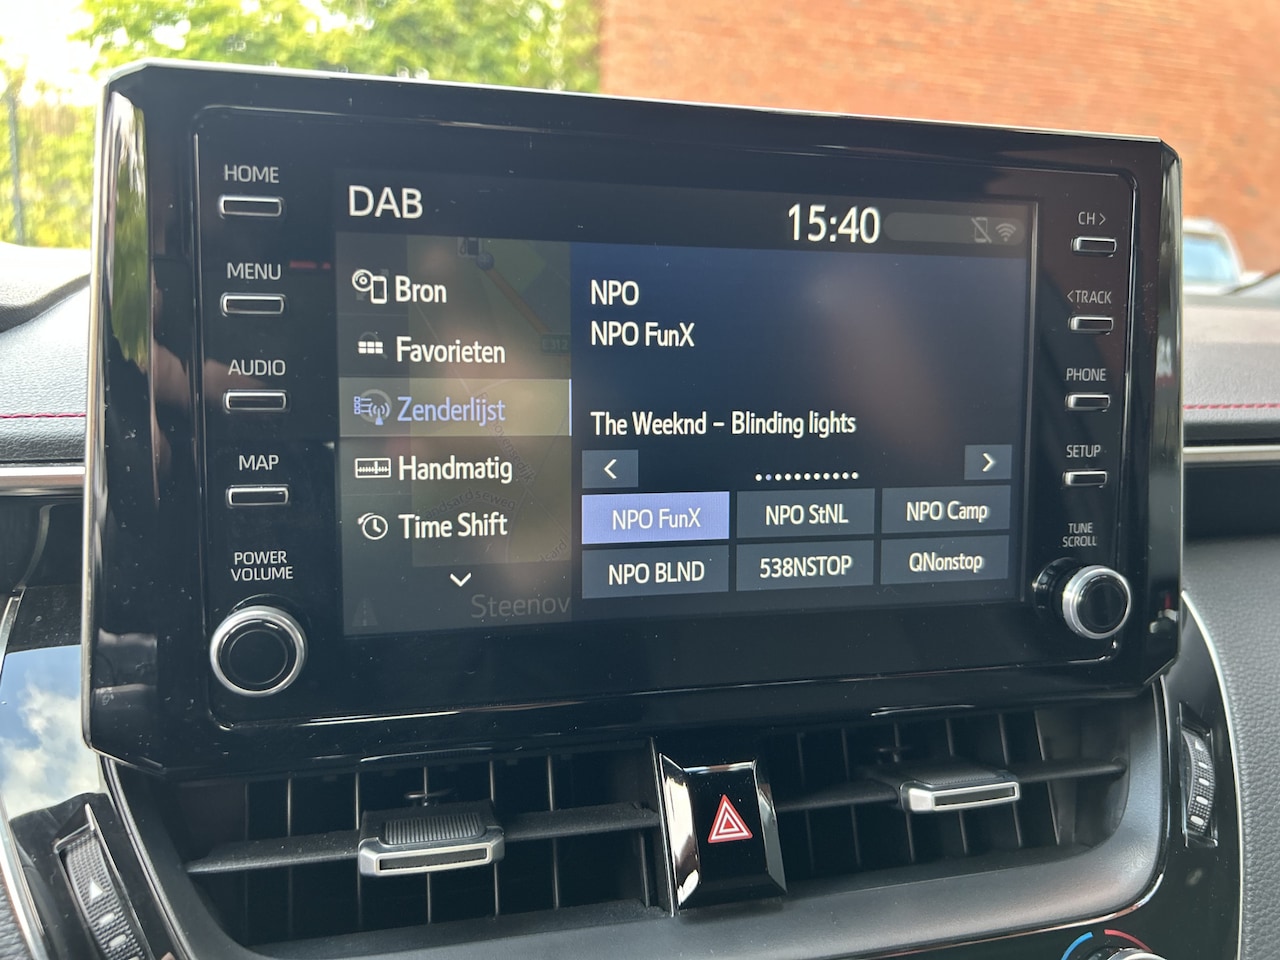 HOME
MENU
AUDIO
MAP
POWER
VOLUME
DAB
15:40
Bron
Favorieten
Zenderlijst
Handmatig
Time Shift
Steenov
NPO
NPO FunX
The Weeknd – Blinding lights
NPO FunX
NPO StNL
NPO Camp
NPO BLND
538NSTOP
QNonstop
CH >
< TRACK
PHONE
SETUP
TUNE
SCROLL